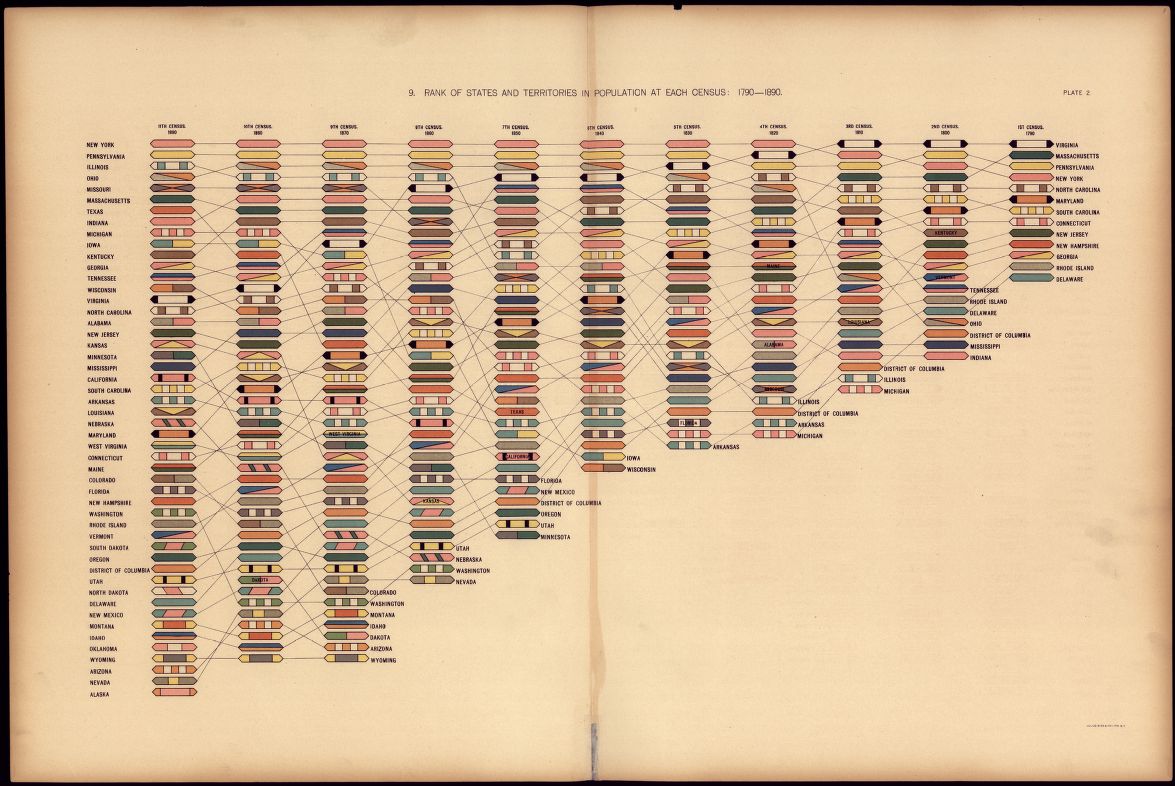 9. RANK OF STATES AND TERRITORIES IN POPULATION AT EACH CENSUS: 1790—1890.
PLATE 2
11TH CENSUS. 1890
10TH CENSUS. 1880
9TH CENSUS. 1870
8TH CENSUS. 1860
7TH CENSUS. 1850
6TH CENSUS. 1840
5TH CENSUS. 1830
4TH CENSUS. 1820
3RD CENSUS. 1810
2ND CENSUS. 1800
1ST CENSUS. 1790
NEW YORK
PENNSYLVANIA
ILLINOIS
OHIO
MISSOURI
MASSACHUSETTS
TEXAS
INDIANA
MICHIGAN
IOWA
KENTUCKY
GEORGIA
TENNESSEE
WISCONSIN
VIRGINIA
NORTH CAROLINA
ALABAMA
NEW JERSEY
KANSAS
MINNESOTA
MISSISSIPPI
CALIFORNIA
SOUTH CAROLINA
ARKANSAS
LOUISIANA
NEBRASKA
MARYLAND
WEST VIRGINIA
CONNECTICUT
MAINE
COLORADO
FLORIDA
NEW HAMPSHIRE
WASHINGTON
RHODE ISLAND
VERMONT
SOUTH DAKOTA
OREGON
DISTRICT OF COLUMBIA
UTAH
NORTH DAKOTA
DELAWARE
NEW MEXICO
MONTANA
IDAHO
OKLAHOMA
WYOMING
ARIZONA
NEVADA
ALASKA
DAKOTA
WEST VIRGINIA
COLORADO
WASHINGTON
MONTANA
IDAHO
DAKOTA
ARIZONA
WYOMING
KANSAS
UTAH
NEBRASKA
WASHINGTON
NEVADA
TEXAS
CALIFORNIA
FLORIDA
NEW MEXICO
DISTRICT OF COLUMBIA
OREGON
UTAH
MINNESOTA
IOWA
WISCONSIN
FLORIDA
ARKANSAS
MAINE
ALABAMA
MISSOURI
ILLINOIS
DISTRICT OF COLUMBIA
ARKANSAS
MICHIGAN
LOUISIANA
DISTRICT OF COLUMBIA
ILLINOIS
MICHIGAN
KENTUCKY
VERMONT
TENNESSEE
RHODE ISLAND
DELAWARE
OHIO
DISTRICT OF COLUMBIA
MISSISSIPPI
INDIANA
VIRGINIA
MASSACHUSETTS
PENNSYLVANIA
NEW YORK
NORTH CAROLINA
MARYLAND
SOUTH CAROLINA
CONNECTICUT
NEW JERSEY
NEW HAMPSHIRE
GEORGIA
RHODE ISLAND
DELAWARE